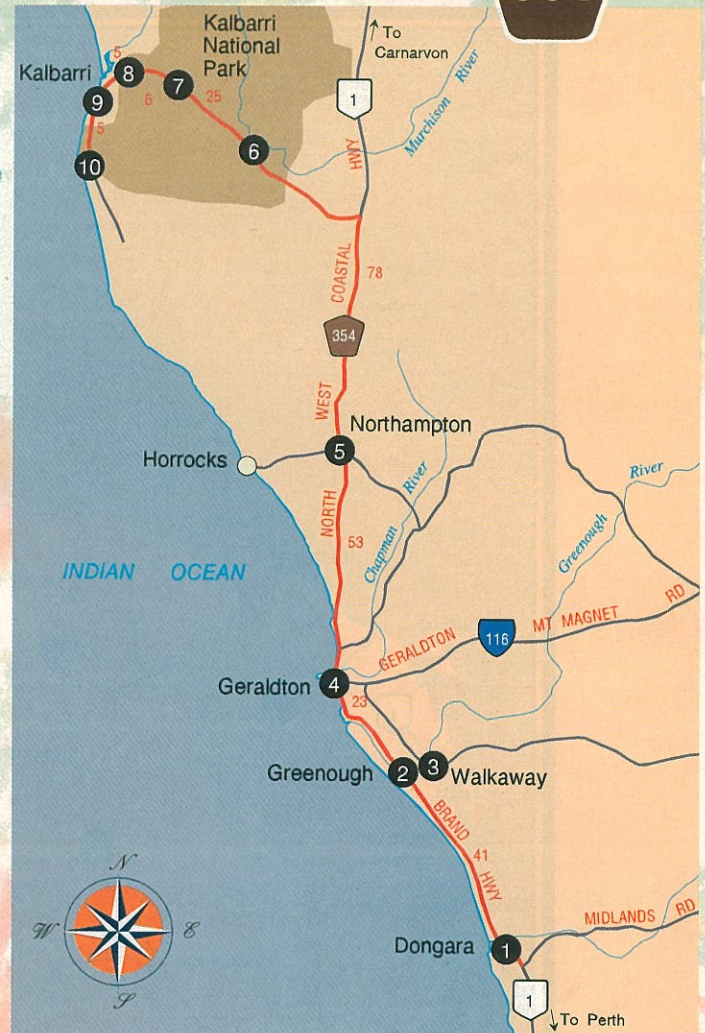 Kalbarri
National
Park
To
Carnarvon
Kalbarri
5
8
7
6
25
9
5
10
6
1
HWY
Murchison
River
COASTAL
78
354
WEST
Northampton
5
Horrocks
NORTH
53
Chapman
River
River
Greenough
INDIAN OCEAN
GERALDTON
116
MT MAGNET
RD
Geraldton
4
23
Greenough
2
3
Walkaway
BRAND
41
HWY
N
W
E
S
Dongara
1
MIDLANDS
RD
1
To Perth